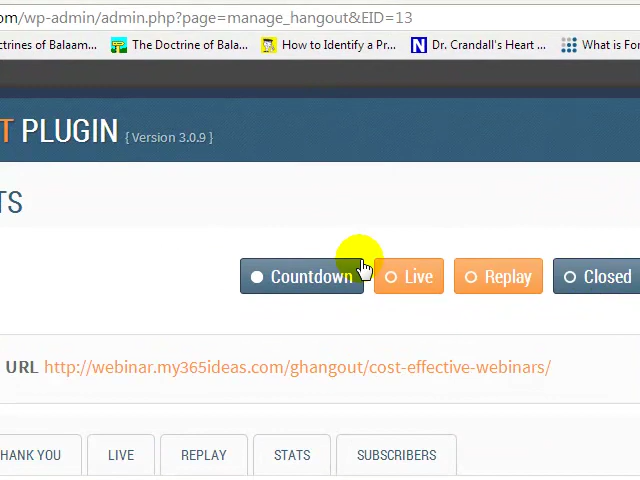 om/wp-admin/admin.php?page=manage_hangout&EID=13
ctrines of Balaam... The Doctrine of Bala... How to Identify a Pr... N Dr. Crandall's Heart ... What is For
T PLUGIN { Version 3.0.9 }
TS
Countdown Live Replay Closed
URL http://webinar.my365ideas.com/ghangout/cost-effective-webinars/
HANK YOU LIVE REPLAY STATS SUBSCRIBERS